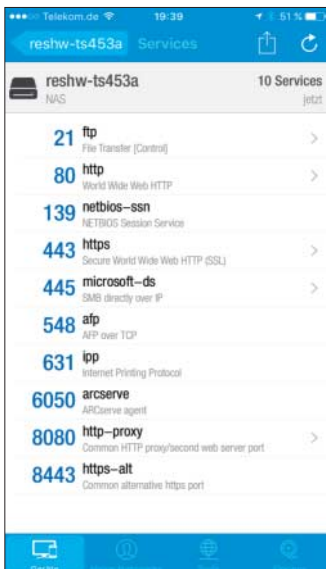 Telekom.de 19:39 51 %
reshw-ts453a Services
reshw-ts453a 10 Services
NAS jetzt
21 ftp
File Transfer [Control]
80 http
World Wide Web HTTP
139 netbios-ssn
NETBIOS Session Service
443 https
Secure World Wide Web HTTP (SSL)
445 microsoft-ds
SMB directly over IP
548 afp
AFP over TCP
631 ipp
Internet Printing Protocol
6050 arcserve
ARCserve agent
8080 http-proxy
Common HTTP proxy/second web server port
8443 https-alt
Common alternative https port